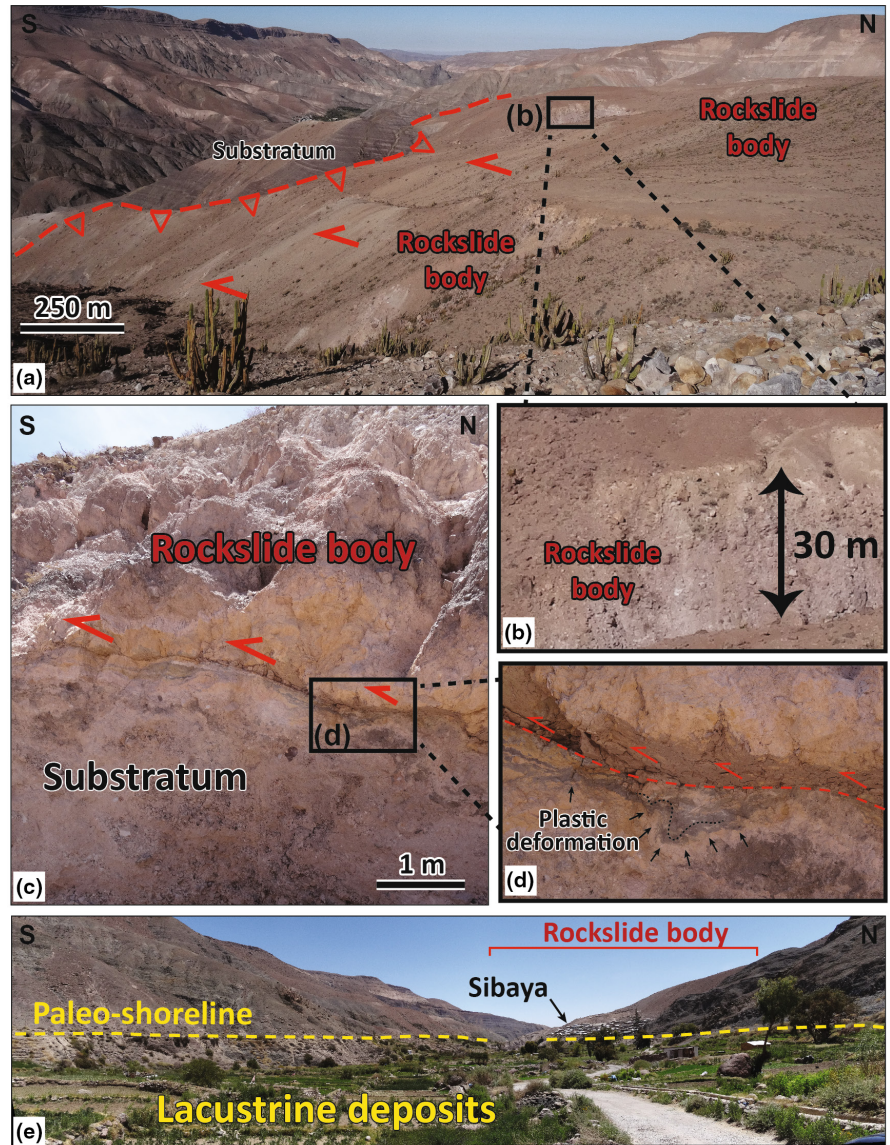 S
N
(b)
Rockslide
body
Substratum
Rockslide
body
250 m
(a)
S
N
Rockslide body
(d)
Substratum
1 m
(c)
30 m
Rockslide
body
(b)
Plastic
deformation
(d)
S
Rockslide body
N
Sibaya
Paleo-shoreline
Lacustrine deposits
(e)